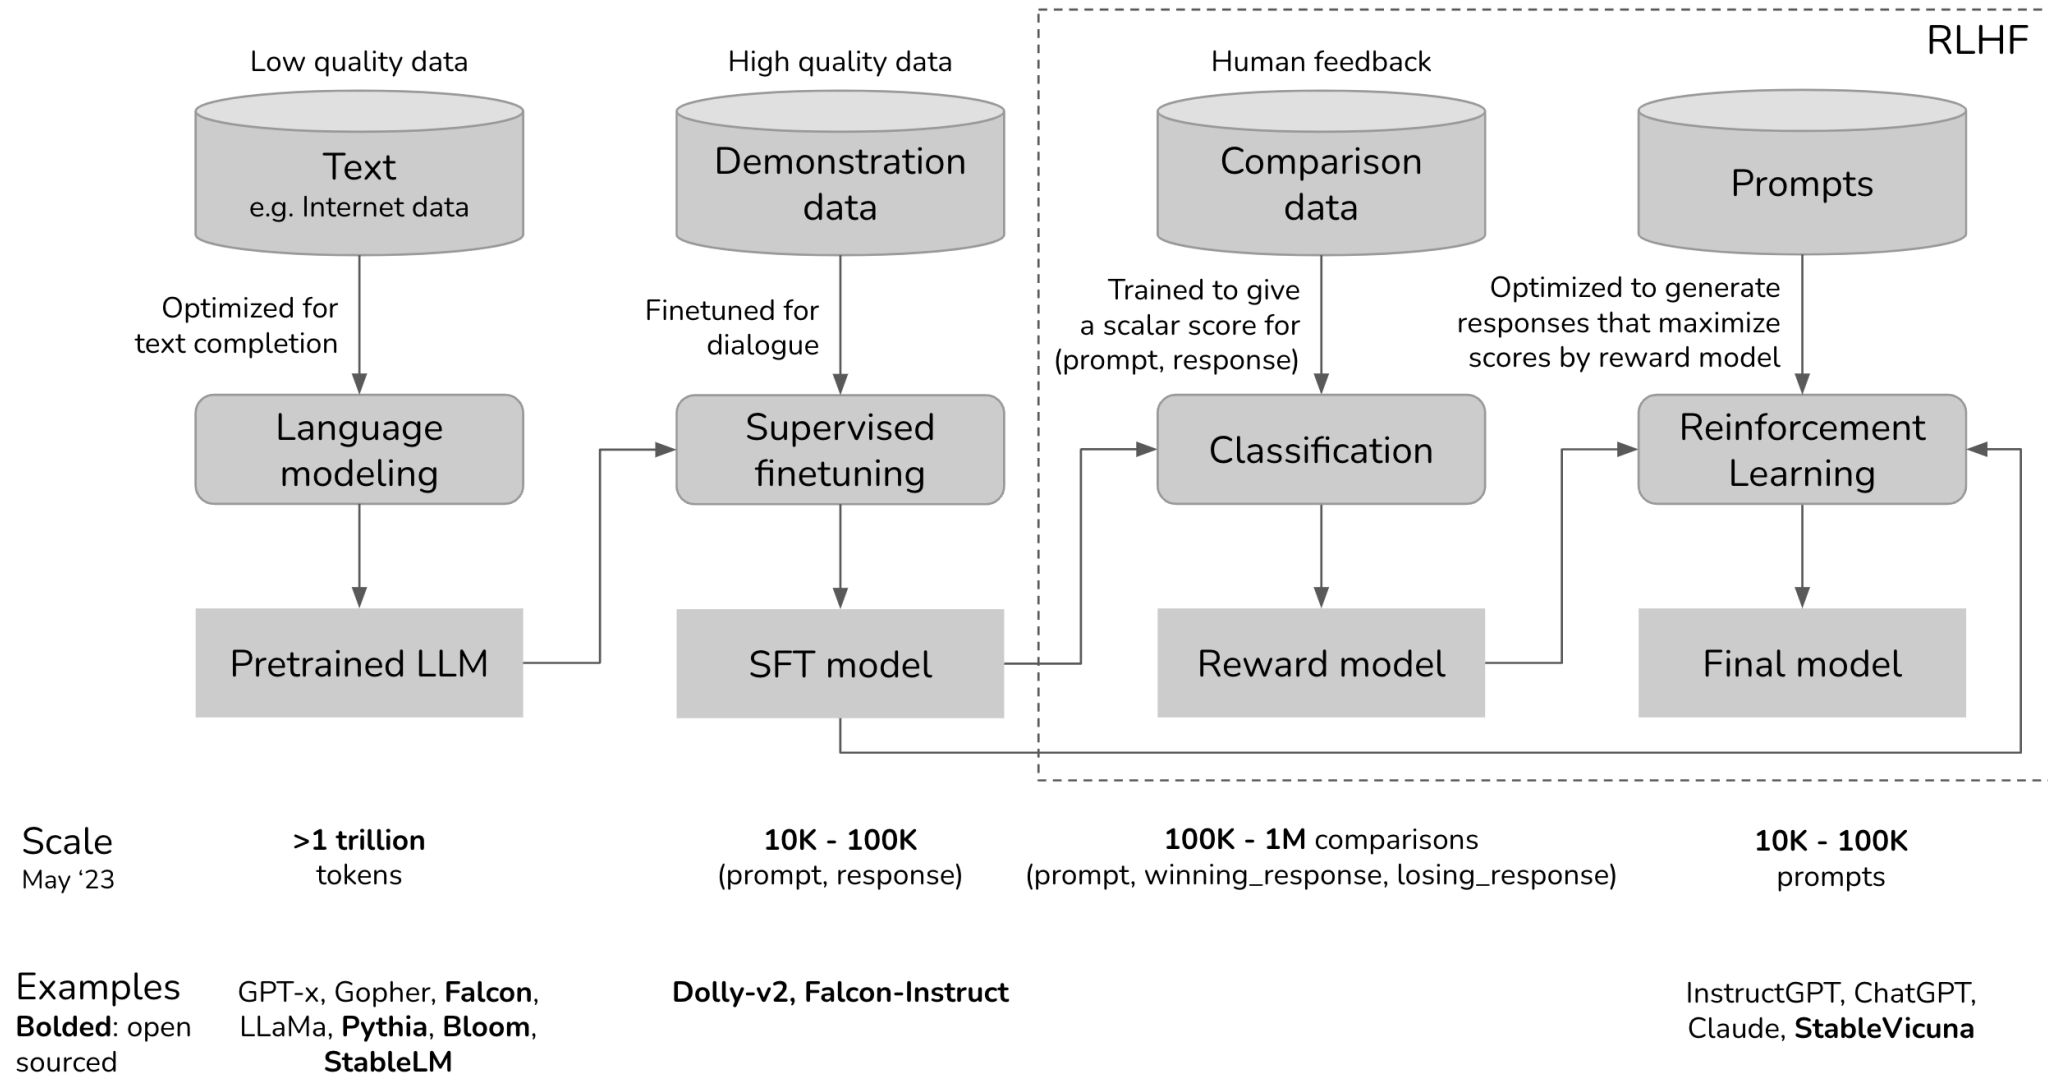 RLHF
Low quality data
High quality data
Human feedback
Text
e.g. Internet data
Demonstration
data
Comparison
data
Prompts
Optimized for
text completion
Finetuned for
dialogue
Trained to give
a scalar score for
(prompt, response)
Optimized to generate
responses that maximize
scores by reward model
Language
modeling
Supervised
finetuning
Classification
Reinforcement
Learning
Pretrained LLM
SFT model
Reward model
Final model
Scale
May ‘23
>1 trillion
tokens
10K - 100K
(prompt, response)
100K - 1M comparisons
(prompt, winning_response, losing_response)
10K - 100K
prompts
Examples
Bolded: open
sourced
GPT-x, Gopher, Falcon,
LLaMa, Pythia, Bloom,
StableLM
Dolly-v2, Falcon-Instruct
InstructGPT, ChatGPT,
Claude, StableVicuna